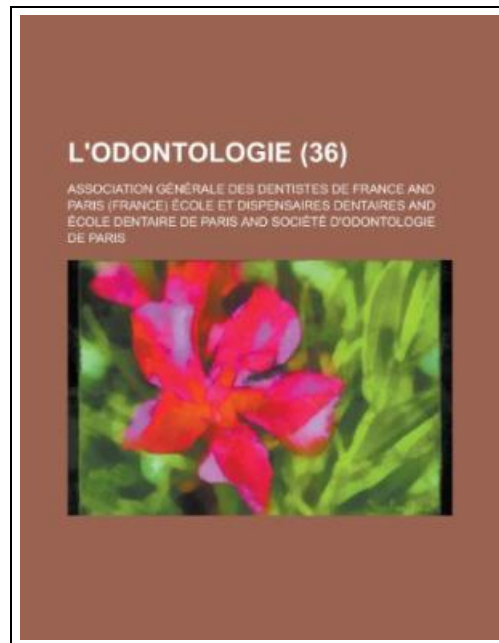 L'ODONTOLOGIE (36)
ASSOCIATION GÉNÉRALE DES DENTISTES DE FRANCE AND
PARIS (FRANCE) ÉCOLE ET DISPENSAIRES DENTAIRES AND
ÉCOLE DENTAIRE DE PARIS AND SOCIÉTÉ D'ODONTOLOGIE
DE PARIS